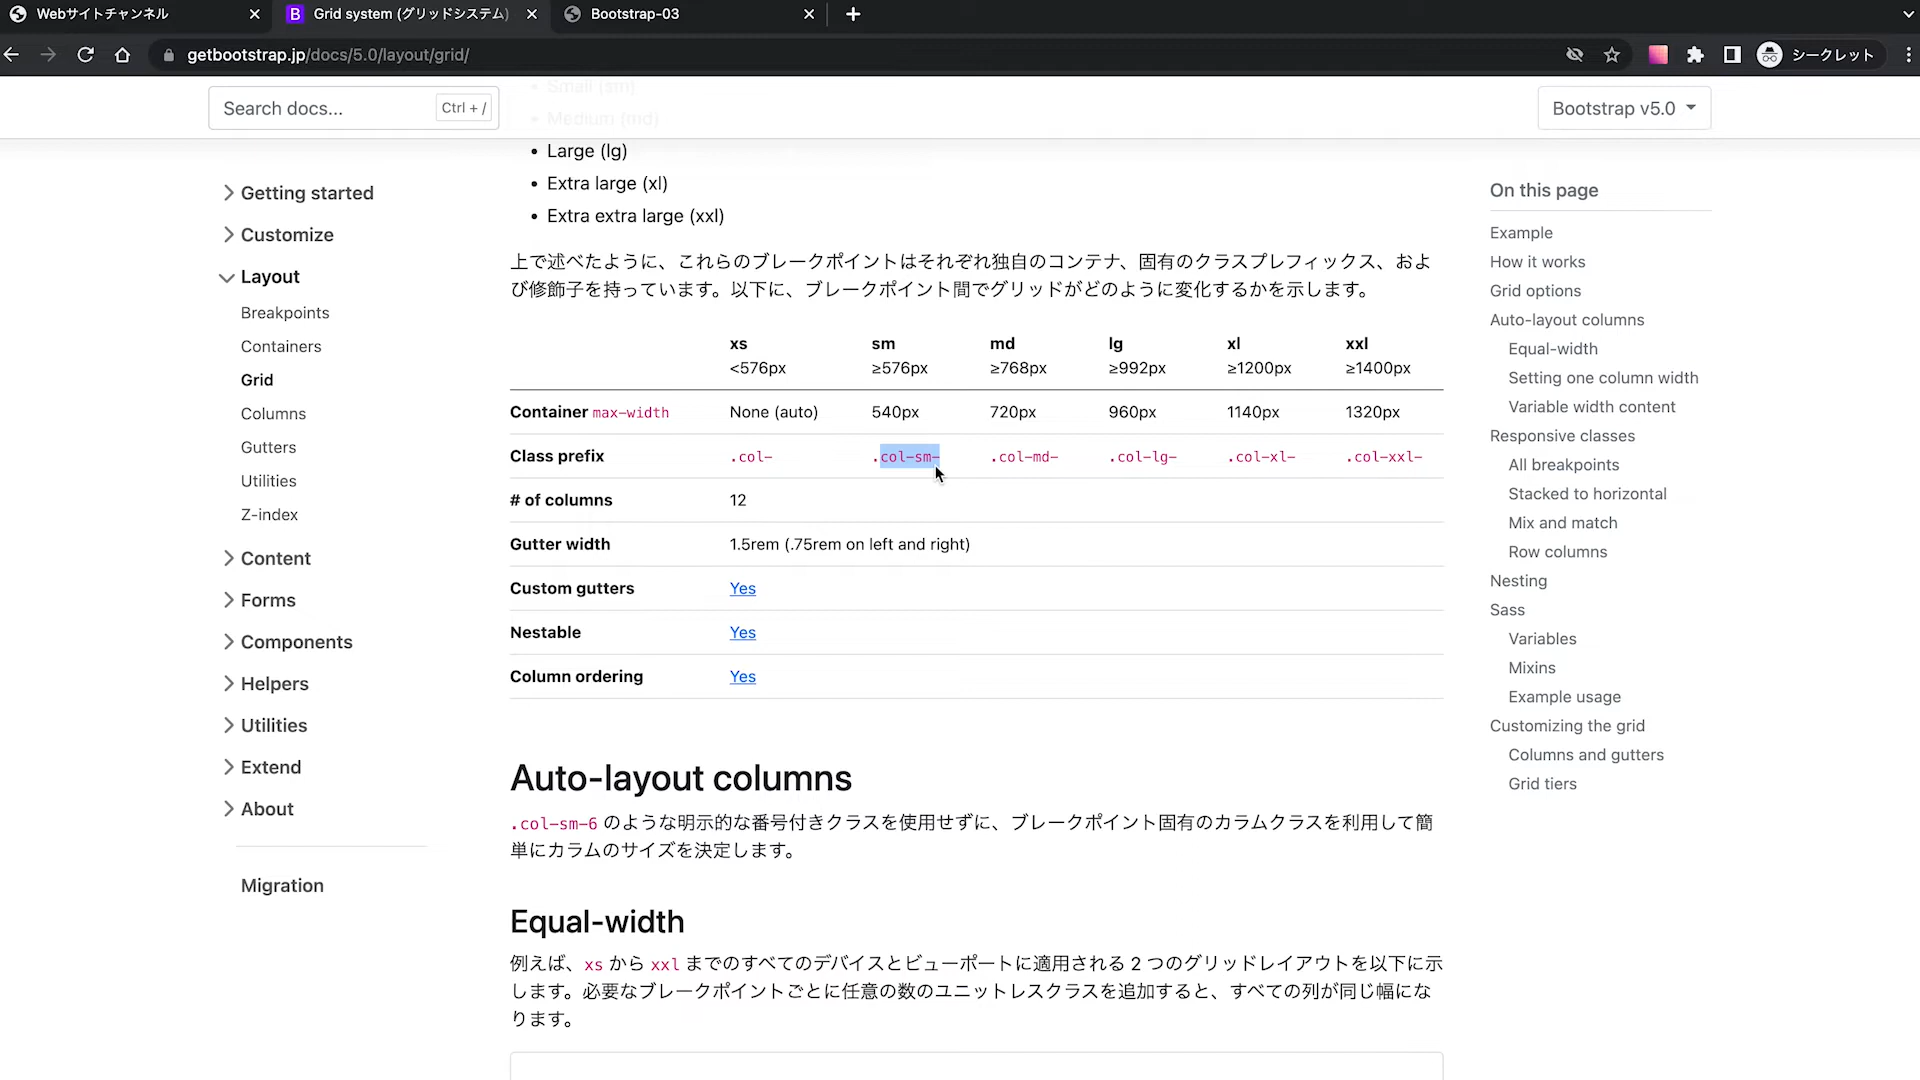 Webサイトチャンネル
Grid system (グリッドシステム)
Bootstrap-03
getbootstrap.jp/docs/5.0/layout/grid/
シークレット
Search docs...
Ctrl + /
Bootstrap v5.0
Small (sm)
Medium (md)
Large (lg)
Extra large (xl)
Extra extra large (xxl)
Getting started
Customize
Layout
Breakpoints
Containers
Grid
Columns
Gutters
Utilities
Z-index
Content
Forms
Components
Helpers
Utilities
Extend
About
Migration
上で述べたように、これらのブレークポイントはそれぞれ独自のコンテナ、固有のクラスプレフィックス、およ
び修飾子を持っています。以下に、ブレークポイント間でグリッドがどのように変化するかを示します。
xs sm md lg xl xxl
<576px ≥576px ≥768px ≥992px ≥1200px ≥1400px
Container max-width None (auto) 540px 720px 960px 1140px 1320px
Class prefix .col- .col-sm- .col-md- .col-lg- .col-xl- .col-xxl-
# of columns 12
Gutter width 1.5rem (.75rem on left and right)
Custom gutters Yes
Nestable Yes
Column ordering Yes
Auto-layout columns
.col-sm-6 のような明示的な番号付きクラスを使用せずに、ブレークポイント固有のカラムクラスを利用して簡
単にカラムのサイズを決定します。
Equal-width
例えば、xs から xxl までのすべてのデバイスとビューポートに適用される 2 つのグリッドレイアウトを以下に示
します。必要なブレークポイントごとに任意の数のユニットレスクラスを追加すると、すべての列が同じ幅にな
ります。
On this page
Example
How it works
Grid options
Auto-layout columns
Equal-width
Setting one column width
Variable width content
Responsive classes
All breakpoints
Stacked to horizontal
Mix and match
Row columns
Nesting
Sass
Variables
Mixins
Example usage
Customizing the grid
Columns and gutters
Grid tiers